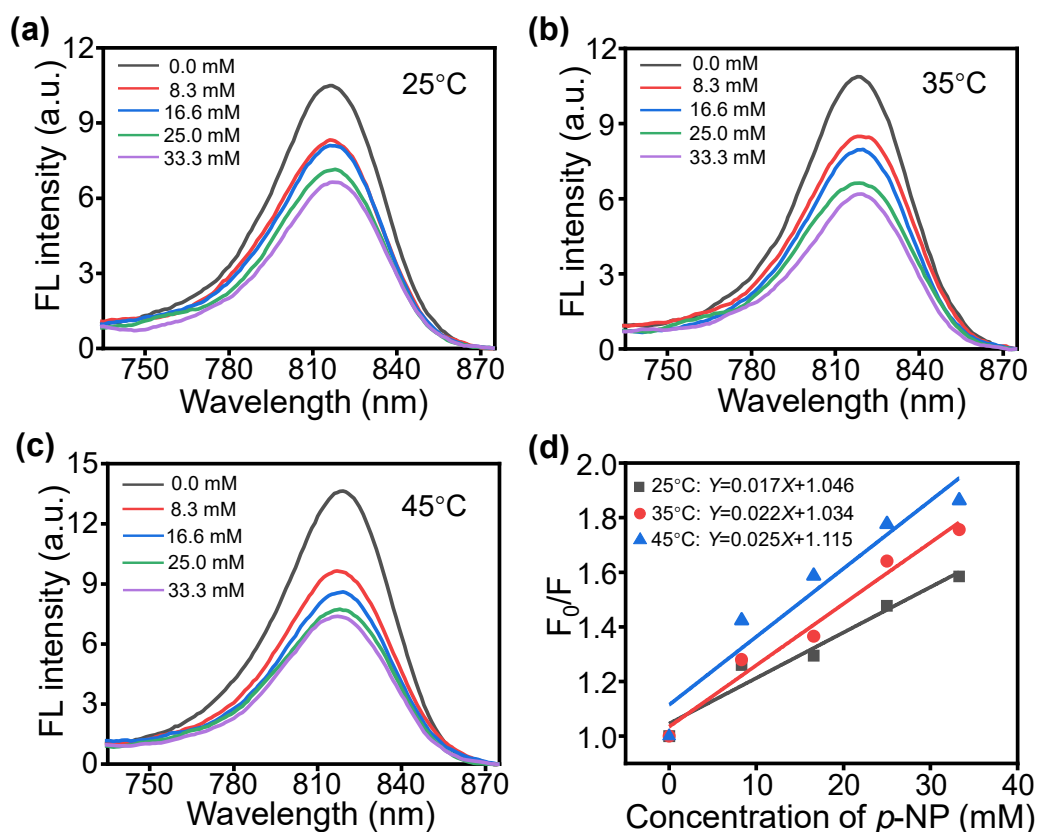 (a)
FL intensity (a.u.)
12
9
6
3
0
0.0 mM
8.3 mM
16.6 mM
25.0 mM
33.3 mM
25°C
750 780 810 840 870
Wavelength (nm)
(b)
FL intensity (a.u.)
12
9
6
3
0
0.0 mM
8.3 mM
16.6 mM
25.0 mM
33.3 mM
35°C
750 780 810 840 870
Wavelength (nm)
(c)
FL intensity (a.u.)
15
12
9
6
3
0
0.0 mM
8.3 mM
16.6 mM
25.0 mM
33.3 mM
45°C
750 780 810 840 870
Wavelength (nm)
(d)
F₀/F
2.0
1.8
1.6
1.4
1.2
1.0
25°C: Y=0.017X+1.046
35°C: Y=0.022X+1.034
45°C: Y=0.025X+1.115
0 10 20 30 40
Concentration of p-NP (mM)